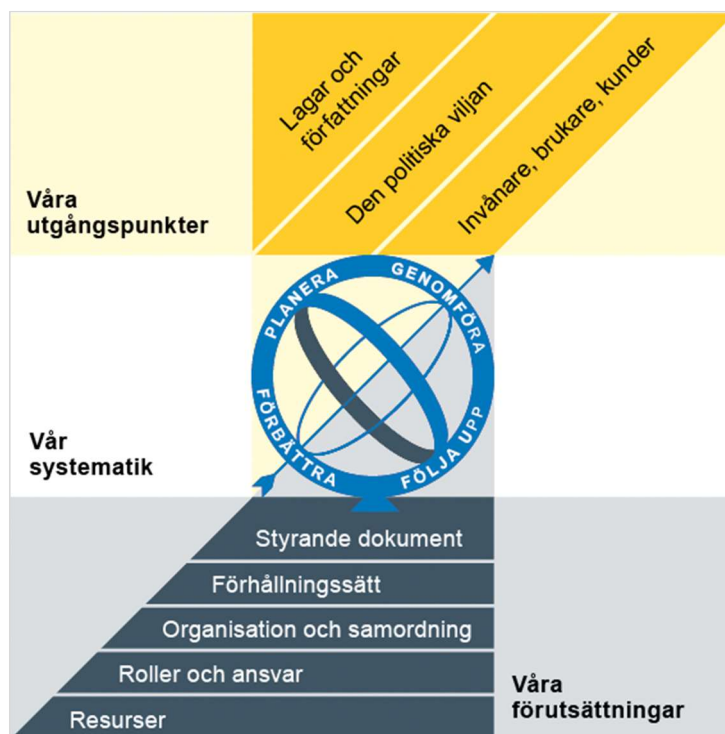 Lagar och
författningar
Den politiska viljan
Invånare, brukare, kunder
Våra
utgångspunkter
PLANERA
GENOMFÖRA
FÖRBÄTTRA
FÖLJA UPP
Vår
systematik
Styrande dokument
Förhållningssätt
Organisation och samordning
Roller och ansvar
Resurser
Våra
förutsättningar